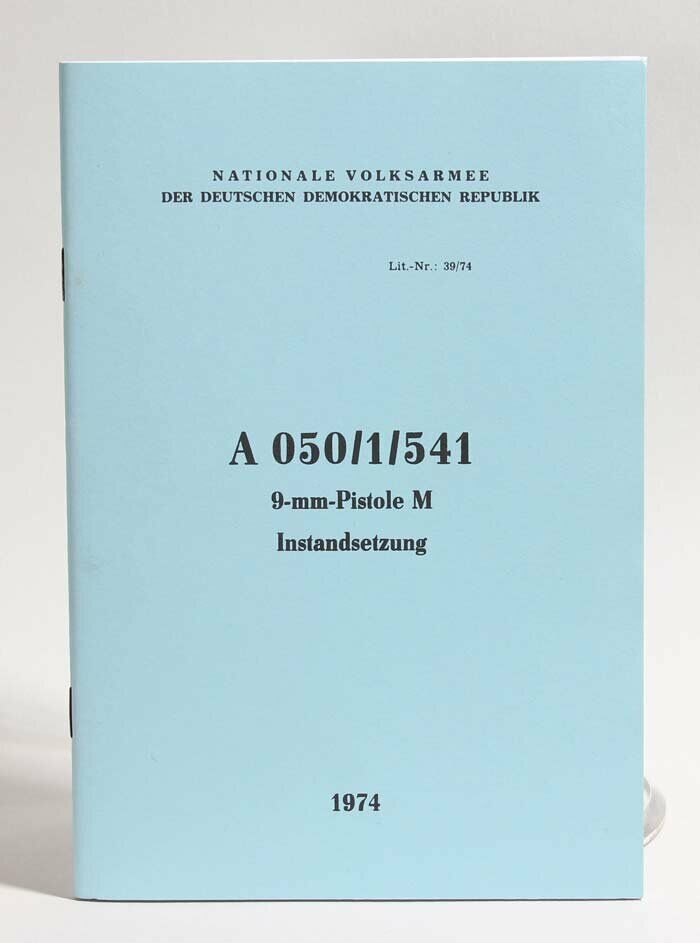 NATIONALE VOLKSARMEE
DER DEUTSCHEN DEMOKRATISCHEN REPUBLIK
Lit.-Nr.: 39/74
A 050/1/541
9-mm-Pistole M
Instandsetzung
1974